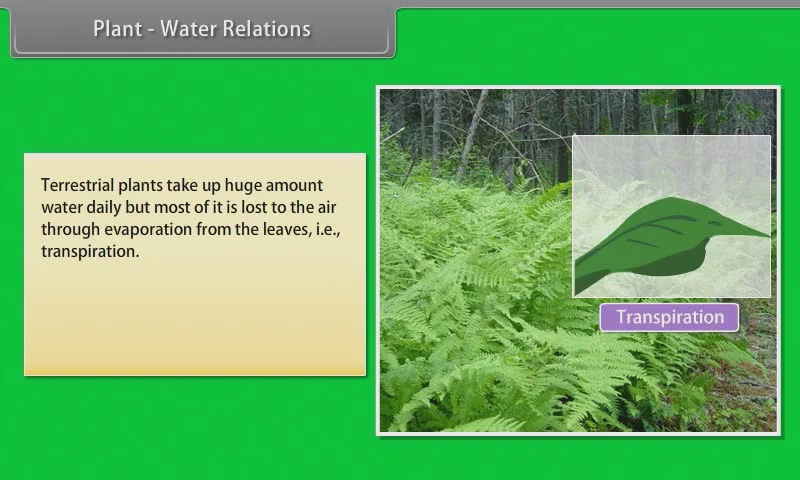 Plant - Water Relations
Terrestrial plants take up huge amount
water daily but most of it is lost to the air
through evaporation from the leaves, i.e.,
transpiration.
Transpiration